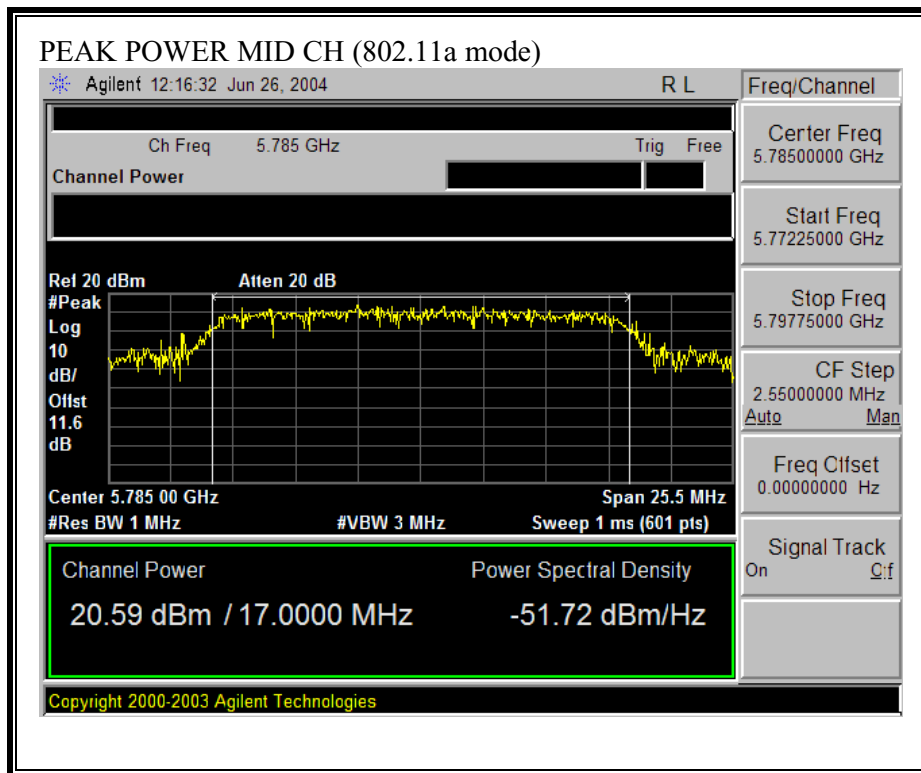 PEAK POWER MID CH (802.11a mode)
Agilent 12:16:32 Jun 26, 2004 R L
Freq/Channel
Ch Freq 5.785 GHz Trig Free
Channel Power
Center Freq
5.78500000 GHz
Start Freq
5.77225000 GHz
Stop Freq
5.79775000 GHz
CF Step
2.55000000 MHz
Auto Man
Freq Offset
0.00000000 Hz
Signal Track
On Off
Ref 20 dBm Atten 20 dB
#Peak
Log
10
dB/
Offst
11.6
dB
Center 5.785 00 GHz Span 25.5 MHz
#Res BW 1 MHz #VBW 3 MHz Sweep 1 ms (601 pts)
Channel Power Power Spectral Density
20.59 dBm / 17.0000 MHz -51.72 dBm/Hz
Copyright 2000-2003 Agilent Technologies